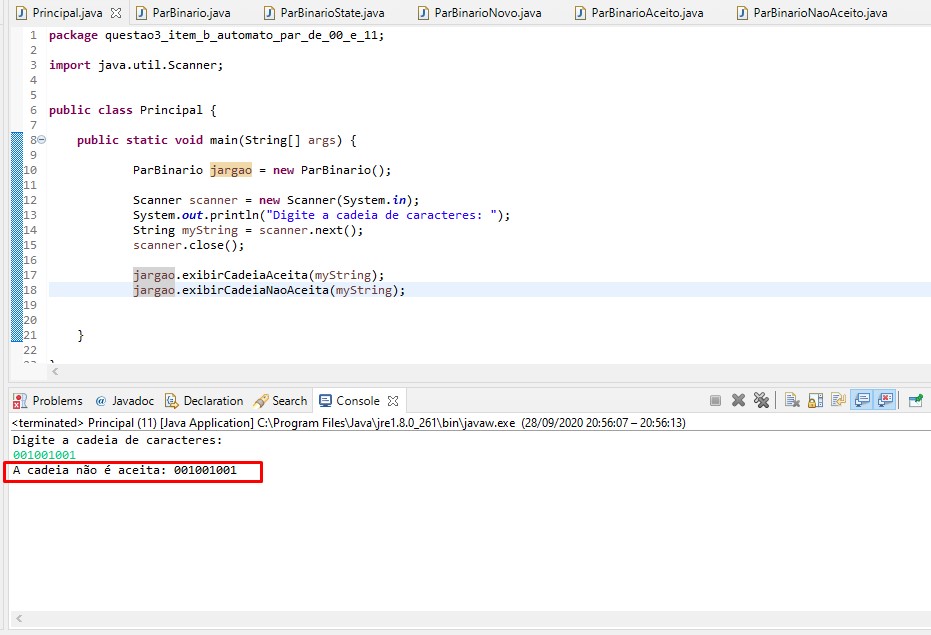 Principal.java ParBinario.java ParBinarioState.java ParBinarioNovo.java ParBinarioAceito.java ParBinarioNaoAceito.java
1 package questao3_item_b_automato_par_de_00_e_11;
2
3 import java.util.Scanner;
4
5
6 public class Principal {
7
8 public static void main(String[] args) {
9
10 ParBinario jargao = new ParBinario();
11
12 Scanner scanner = new Scanner(System.in);
13 System.out.println("Digite a cadeia de caracteres: ");
14 String myString = scanner.next();
15 scanner.close();
16
17 jargao.exibirCadeiaAceita(myString);
18 jargao.exibirCadeiaNaoAceita(myString);
19
20
21 }
22
Problems @ Javadoc Declaration Search Console
<terminated> Principal (11) [Java Application] C:\Program Files\Java\jre1.8.0_261\bin\javaw.exe (28/09/2020 20:56:07 – 20:56:13)
Digite a cadeia de caracteres:
001001001
A cadeia não é aceita: 001001001